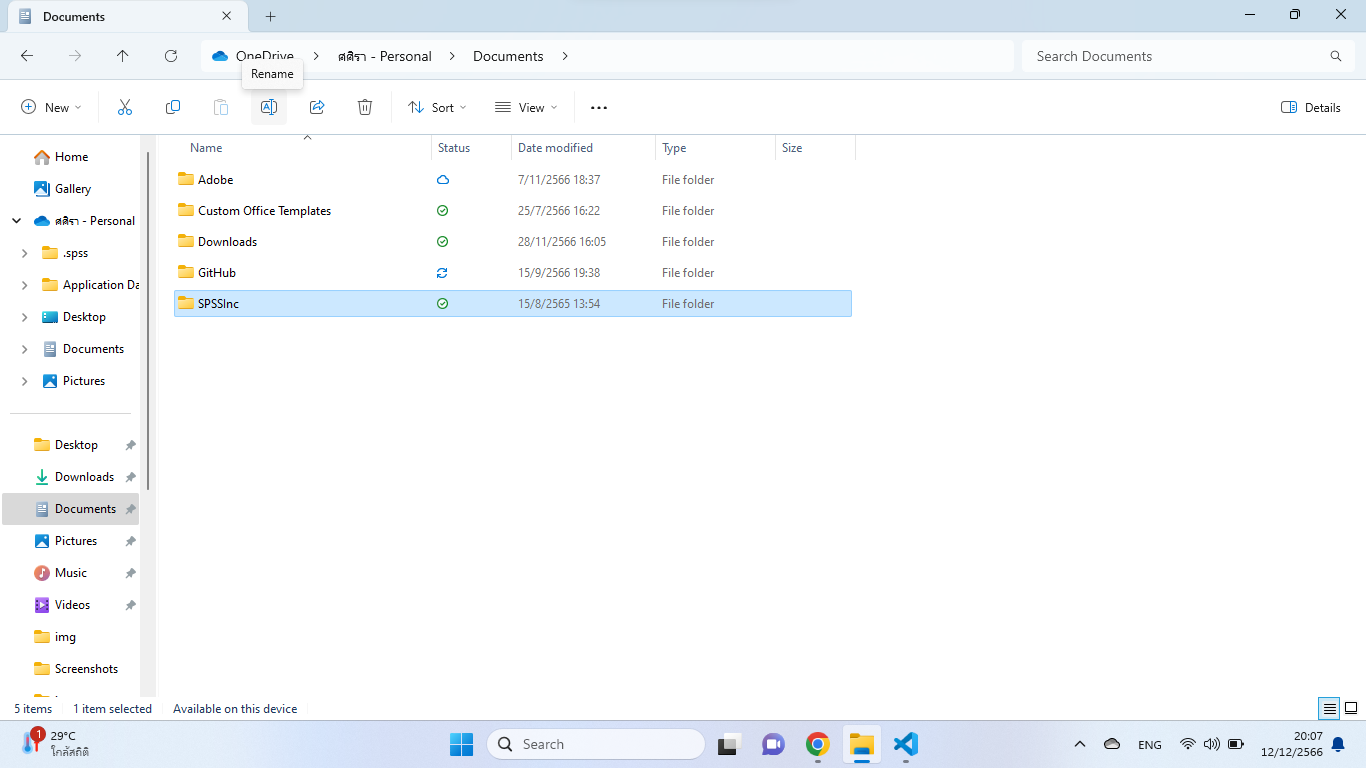 Documents
OneDrive
ศศิรา - Personal
Documents
Search Documents
Rename
New
Sort
View
Details
Name Status Date modified Type Size
Home
Gallery
ศศิรา - Personal
.spss
Application Da
Desktop
Documents
Pictures
Desktop
Downloads
Documents
Pictures
Music
Videos
img
Screenshots
Adobe 7/11/2566 18:37 File folder
Custom Office Templates 25/7/2566 16:22 File folder
Downloads 28/11/2566 16:05 File folder
GitHub 15/9/2566 19:38 File folder
SPSSInc 15/8/2565 13:54 File folder
5 items 1 item selected Available on this device
1
29°C
ใกล้สถิติ
Search
ENG
20:07
12/12/2566